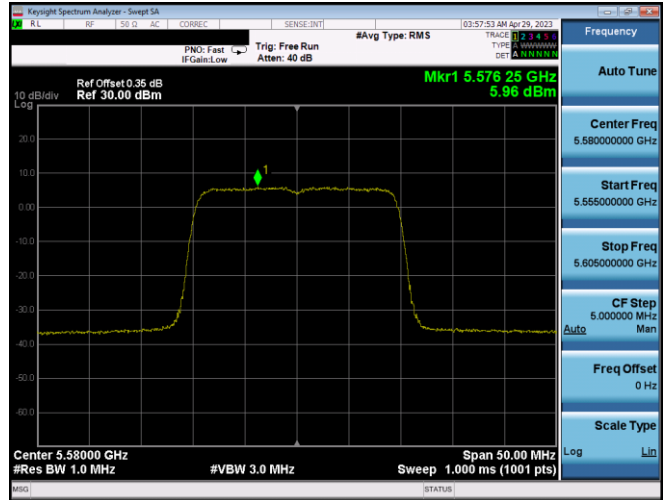 Keysight Spectrum Analyzer - Swept SA
RL RF 50 Ω AC CORREC SENSE:INT 03:57:53 AM Apr 29, 2023
#Avg Type: RMS TRACE 1 2 3 4 5 6
PNO: Fast Trig: Free Run TYPE A WWWWW
IFGain:Low Atten: 40 dB DET A N N N N N
Mkr1 5.576 25 GHz
5.96 dBm
Ref Offset 0.35 dB
10 dB/div Ref 30.00 dBm
Log
20.0
10.0
0.00
-10.0
-20.0
-30.0
-40.0
-50.0
-60.0
1
Center 5.58000 GHz Span 50.00 MHz
#Res BW 1.0 MHz #VBW 3.0 MHz Sweep 1.000 ms (1001 pts)
MSG STATUS
Frequency
Auto Tune
Center Freq
5.580000000 GHz
Start Freq
5.555000000 GHz
Stop Freq
5.605000000 GHz
CF Step
5.000000 MHz
Auto Man
Freq Offset
0 Hz
Scale Type
Log Lin